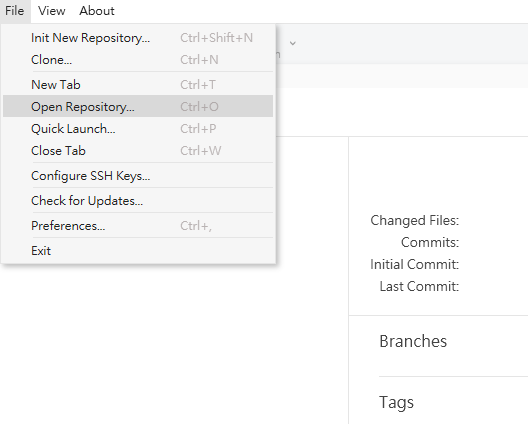 File View About
Init New Repository... Ctrl+Shift+N
Clone... Ctrl+N
New Tab Ctrl+T
Open Repository... Ctrl+O
Quick Launch... Ctrl+P
Close Tab Ctrl+W
Configure SSH Keys...
Check for Updates...
Preferences... Ctrl+,
Exit
Changed Files:
Commits:
Initial Commit:
Last Commit:
Branches
Tags